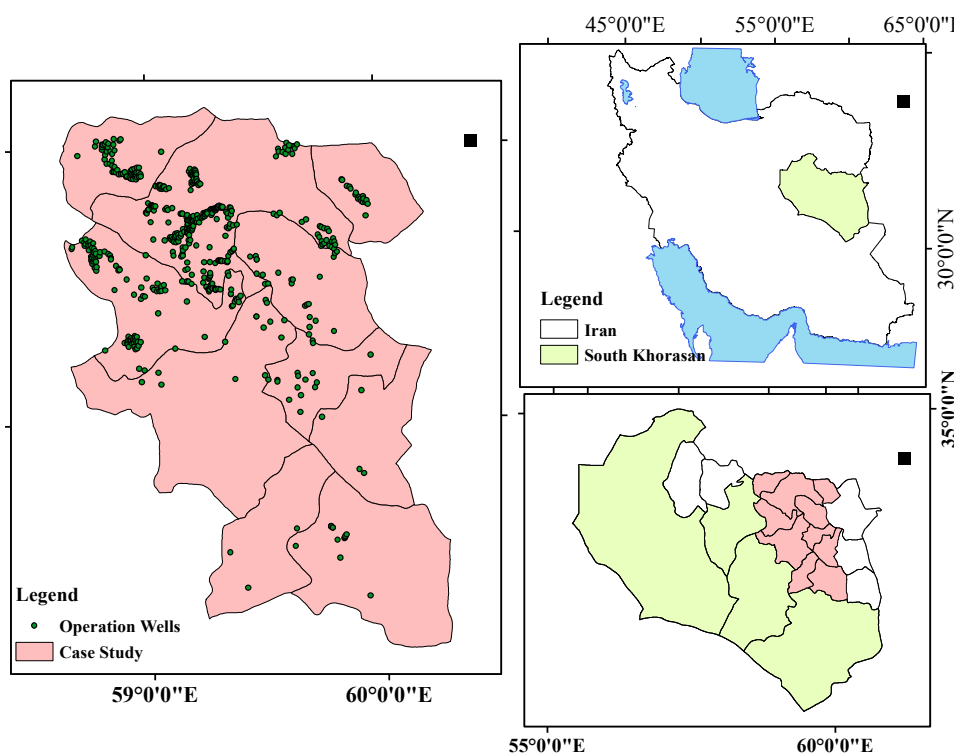 45°0'0"E 55°0'0"E 65°0'0"E
30°0'0"N
Legend
Iran
South Khorasan
Legend
Operation Wells
Case Study
59°0'0"E 60°0'0"E
35°0'0"N
55°0'0"E 60°0'0"E